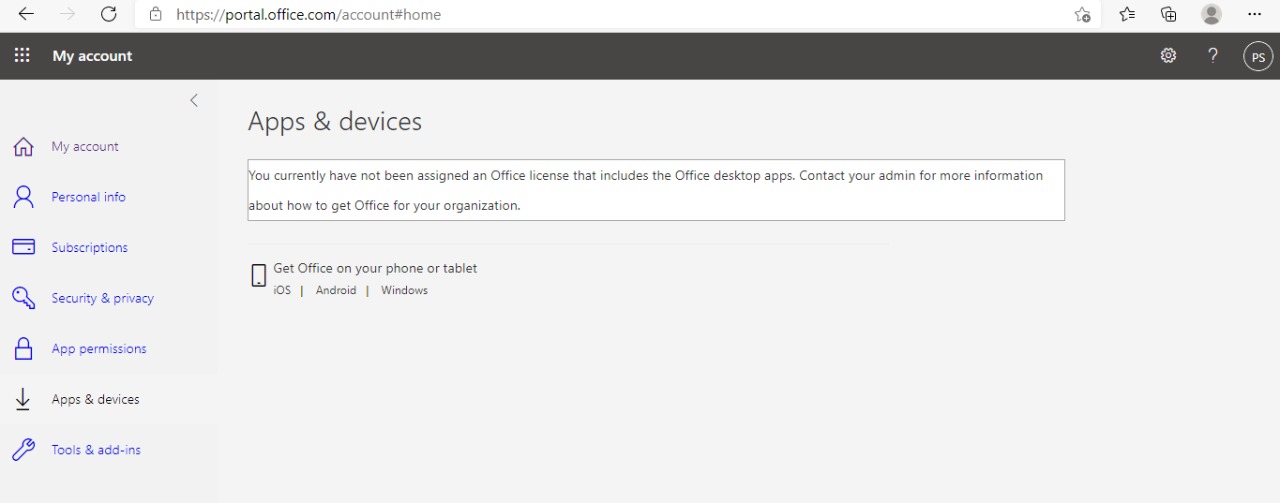 https://portal.office.com/account#home
My account
?
PS
My account
Personal info
Subscriptions
Security & privacy
App permissions
Apps & devices
Tools & add-ins
Apps & devices
You currently have not been assigned an Office license that includes the Office desktop apps. Contact your admin for more information
about how to get Office for your organization.
Get Office on your phone or tablet
iOS | Android | Windows